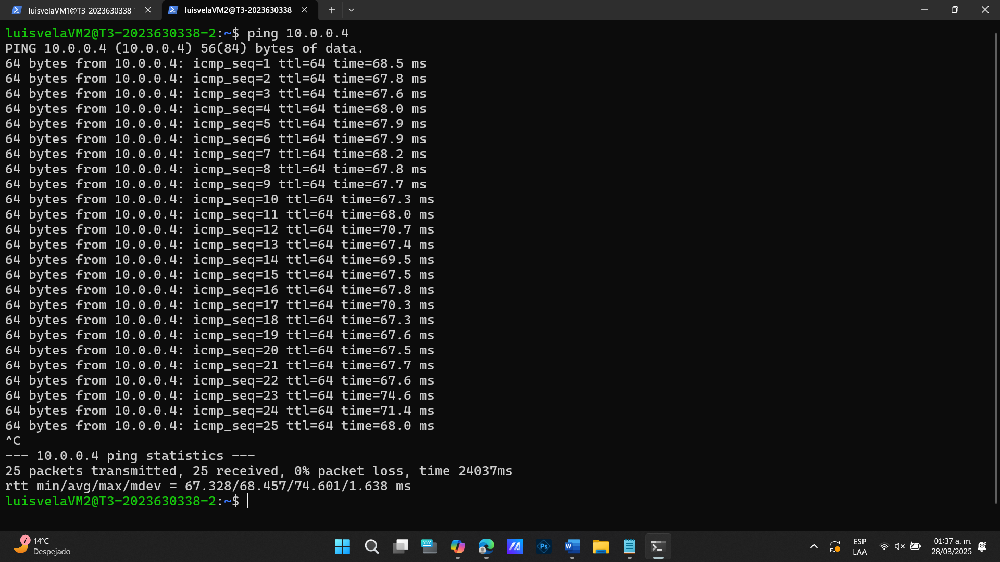 luisvelaVM1@T3-2023630338-
luisvelaVM2@T3-2023630338
luisvelaVM2@T3-2023630338-2:~$ ping 10.0.0.4
PING 10.0.0.4 (10.0.0.4) 56(84) bytes of data.
64 bytes from 10.0.0.4: icmp_seq=1 ttl=64 time=68.5 ms
64 bytes from 10.0.0.4: icmp_seq=2 ttl=64 time=67.8 ms
64 bytes from 10.0.0.4: icmp_seq=3 ttl=64 time=67.6 ms
64 bytes from 10.0.0.4: icmp_seq=4 ttl=64 time=68.0 ms
64 bytes from 10.0.0.4: icmp_seq=5 ttl=64 time=67.9 ms
64 bytes from 10.0.0.4: icmp_seq=6 ttl=64 time=67.9 ms
64 bytes from 10.0.0.4: icmp_seq=7 ttl=64 time=68.2 ms
64 bytes from 10.0.0.4: icmp_seq=8 ttl=64 time=67.8 ms
64 bytes from 10.0.0.4: icmp_seq=9 ttl=64 time=67.7 ms
64 bytes from 10.0.0.4: icmp_seq=10 ttl=64 time=67.3 ms
64 bytes from 10.0.0.4: icmp_seq=11 ttl=64 time=68.0 ms
64 bytes from 10.0.0.4: icmp_seq=12 ttl=64 time=70.7 ms
64 bytes from 10.0.0.4: icmp_seq=13 ttl=64 time=67.4 ms
64 bytes from 10.0.0.4: icmp_seq=14 ttl=64 time=69.5 ms
64 bytes from 10.0.0.4: icmp_seq=15 ttl=64 time=67.5 ms
64 bytes from 10.0.0.4: icmp_seq=16 ttl=64 time=67.8 ms
64 bytes from 10.0.0.4: icmp_seq=17 ttl=64 time=70.3 ms
64 bytes from 10.0.0.4: icmp_seq=18 ttl=64 time=67.3 ms
64 bytes from 10.0.0.4: icmp_seq=19 ttl=64 time=67.6 ms
64 bytes from 10.0.0.4: icmp_seq=20 ttl=64 time=67.5 ms
64 bytes from 10.0.0.4: icmp_seq=21 ttl=64 time=67.7 ms
64 bytes from 10.0.0.4: icmp_seq=22 ttl=64 time=67.6 ms
64 bytes from 10.0.0.4: icmp_seq=23 ttl=64 time=74.6 ms
64 bytes from 10.0.0.4: icmp_seq=24 ttl=64 time=71.4 ms
64 bytes from 10.0.0.4: icmp_seq=25 ttl=64 time=68.0 ms
^C
--- 10.0.0.4 ping statistics ---
25 packets transmitted, 25 received, 0% packet loss, time 24037ms
rtt min/avg/max/mdev = 67.328/68.457/74.601/1.638 ms
luisvelaVM2@T3-2023630338-2:~$
7
14°C
Despejado
Ps
W
ESP
LAA
01:37 a. m.
28/03/2025